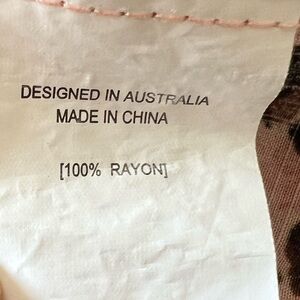 DESIGNED IN AUSTRALIA
MADE IN CHINA
[100% RAYON]